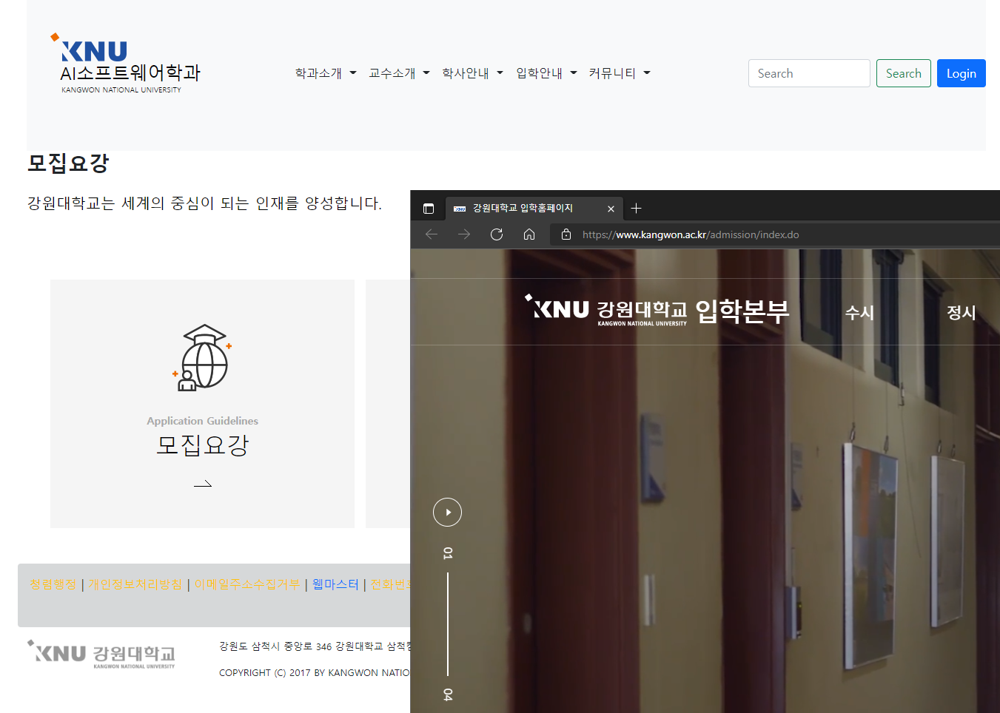 KNU
AI소프트웨어학과
KANGWON NATIONAL UNIVERSITY
학과소개 교수소개 학사안내 입학안내 커뮤니티
Search Search Login
모집요강
강원대학교는 세계의 중심이 되는 인재를 양성합니다.
Application Guidelines
모집요강
청렴행정 | 개인정보처리방침 | 이메일주소수집거부 | 웹마스터 | 전화번호
KNU 강원대학교
KANGWON NATIONAL UNIVERSITY
강원도 삼척시 중앙로 346 강원대학교 삼척
COPYRIGHT (C) 2017 BY KANGWON NATIO
KNU 강원대학교 입학홈페이지
https://www.kangwon.ac.kr/admission/index.do
KNU 강원대학교 입학본부 수시 정시
KANGWON NATIONAL UNIVERSITY
01
04